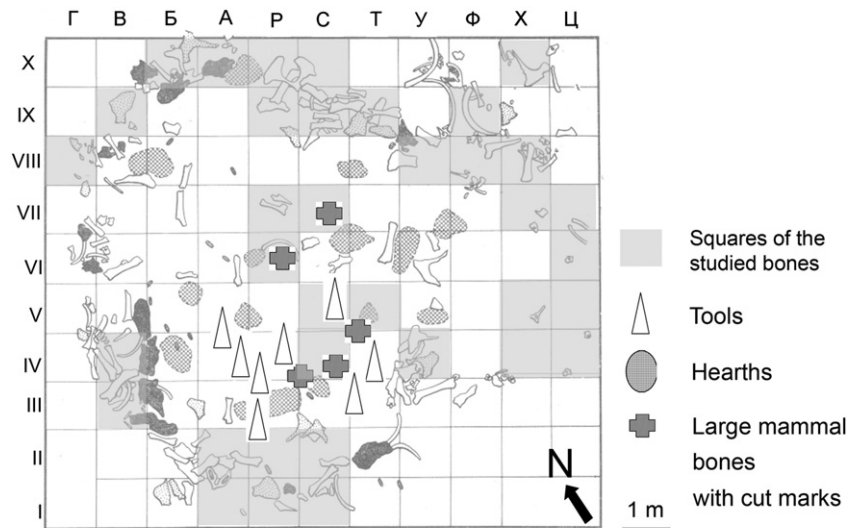 Г В Б А Р С Т У Ф Х Ц
X
IX
VIII
VII
VI
V
IV
III
II
I
N
Squares of the
studied bones
Tools
Hearths
Large mammal
bones
with cut marks
1 m